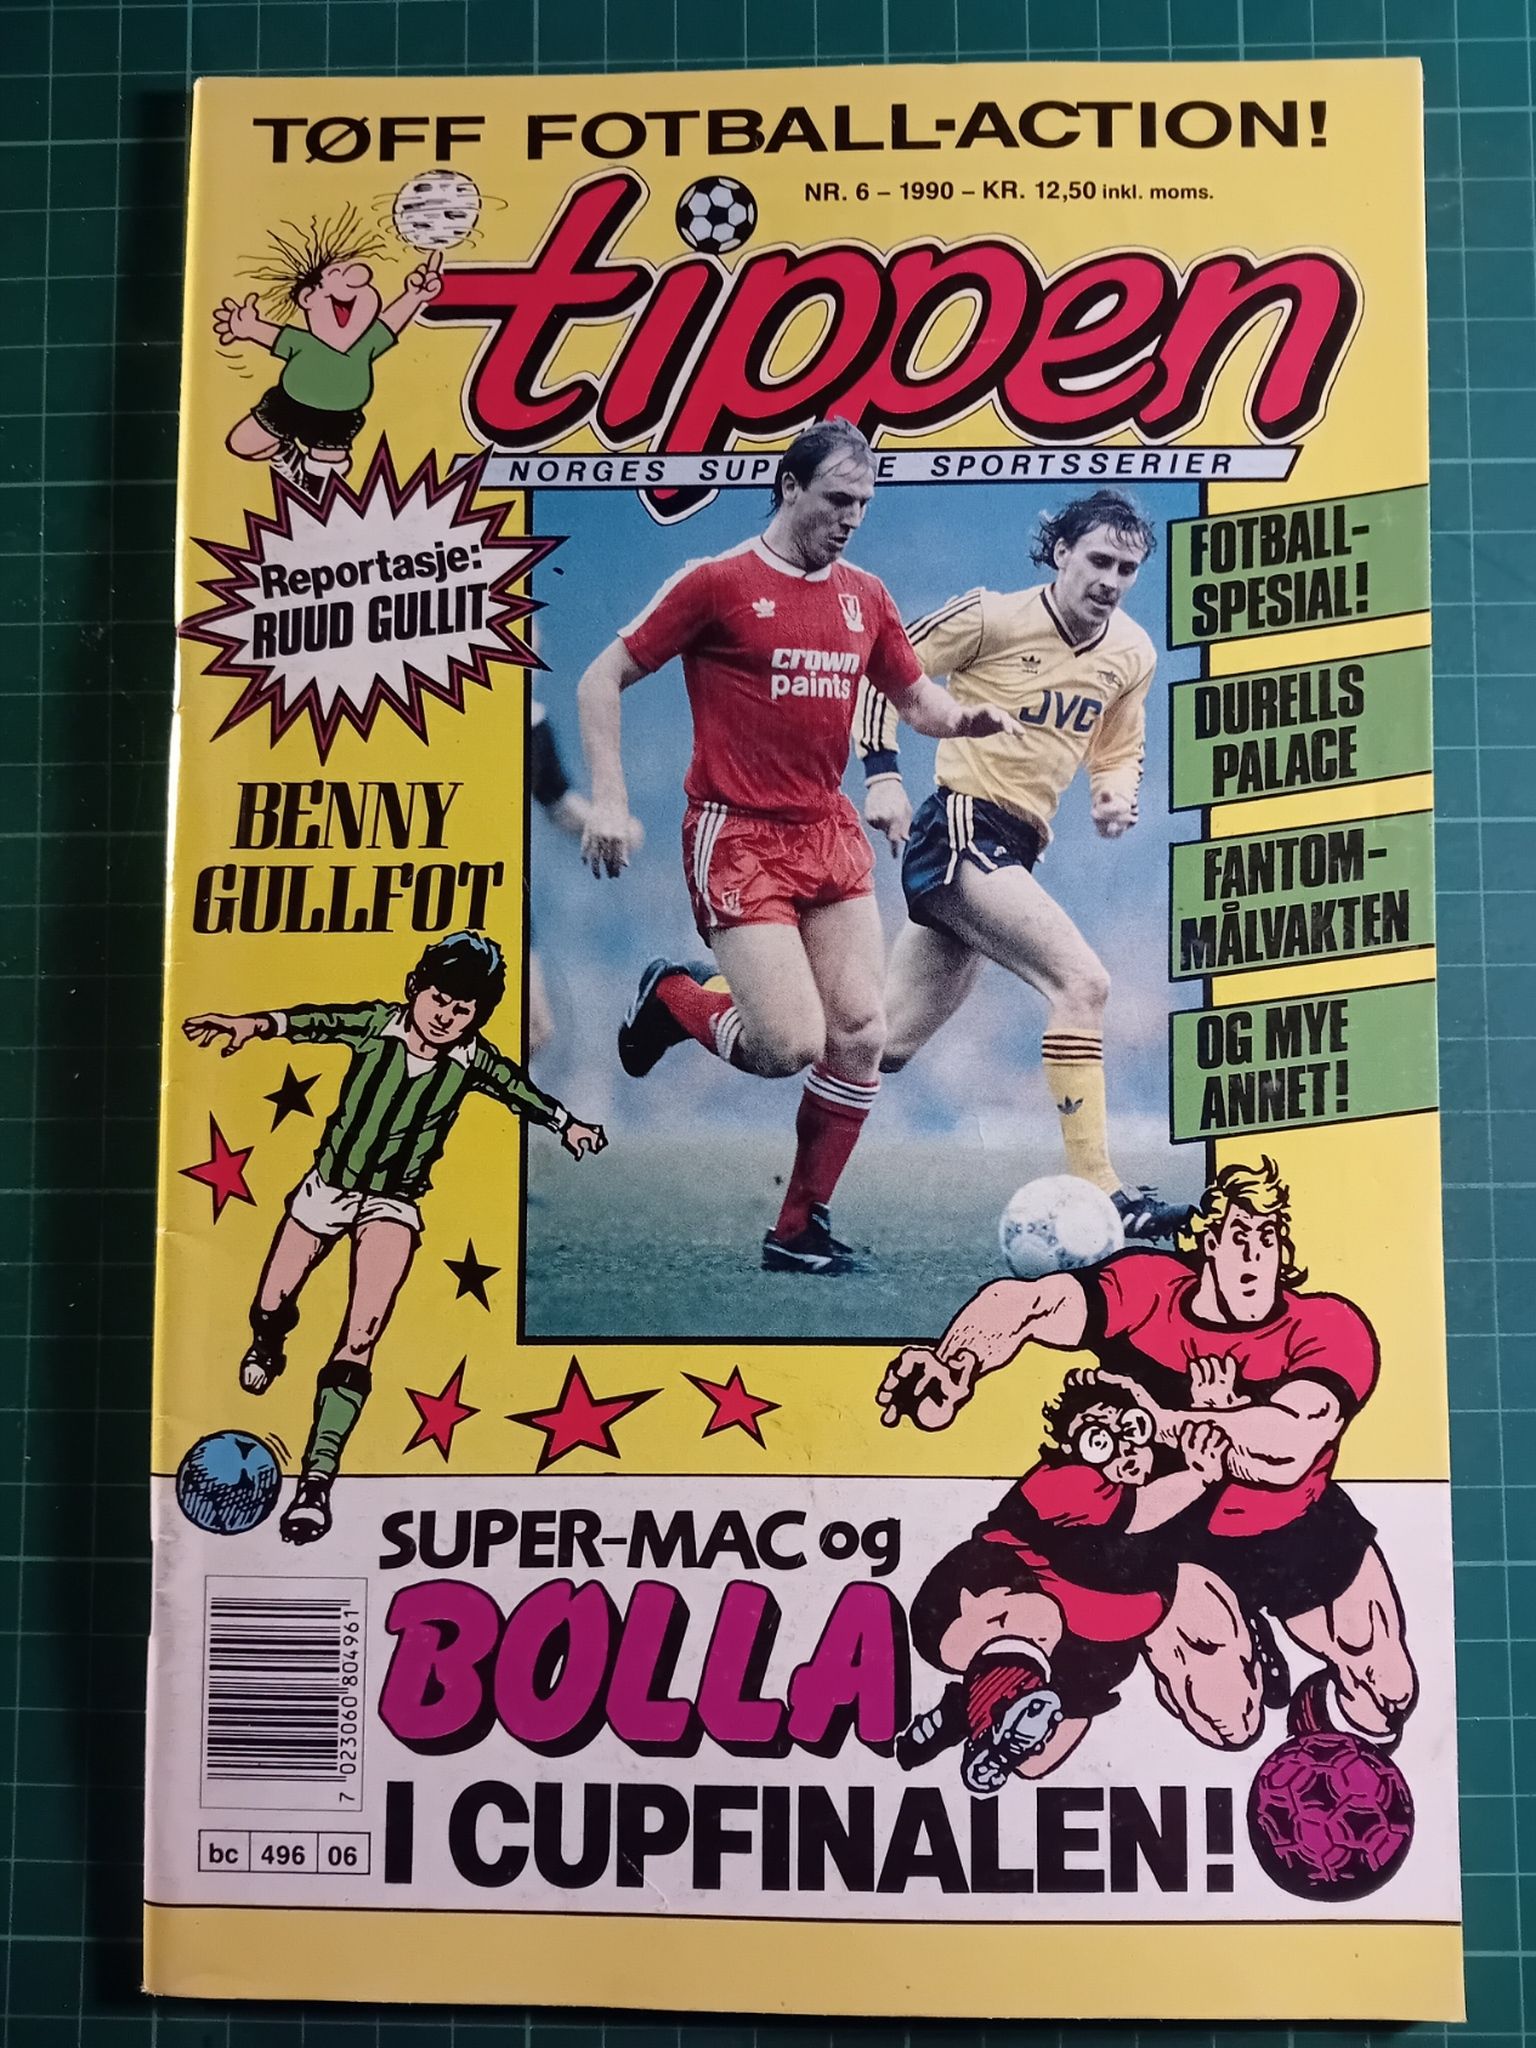 TØFF FOTBALL-ACTION!
NR. 6 – 1990 – KR. 12,50 inkl. moms.
tippen
NORGES SUP E SPORTSSERIER
Reportasje:
RUUD GULLIT
BENNY
GULLFOT
crown
paints
JVC
FOTBALL-
SPESIAL!
DURELLS
PALACE
FANTOM-
MÅLVAKTEN
OG MYE
ANNET!
SUPER-MAC og
BOLLA
I CUPFINALEN!
7 023060 804961
bc 496 06